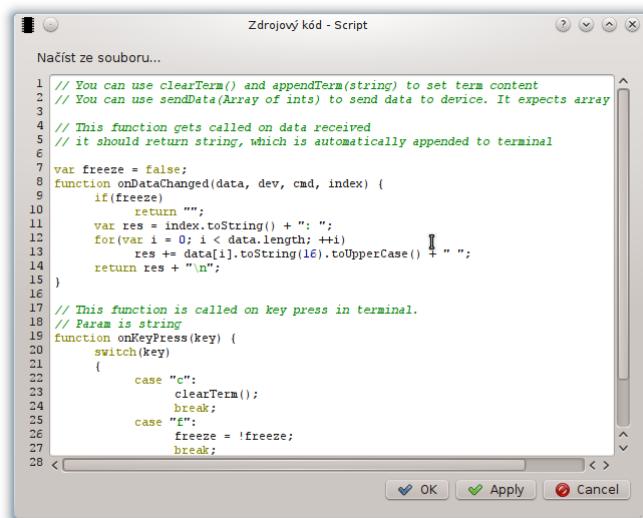 Zdrojový kód - Script
Načíst ze souboru...
1 // You can use clearTerm() and appendTerm(string) to set term content
2 // You can use sendData(Array of ints) to send data to device. It expects array
3
4 // This function gets called on data received
5 // it should return string, which is automatically appended to terminal
6
7 var freeze = false;
8 function onDataChanged(data, dev, cmd, index) {
9 if(freeze)
10 return "";
11 var res = index.toString() + ": ";
12 for(var i = 0; i < data.length; ++i)
13 res += data[i].toString(16).toUpperCase() + " ";
14 return res + "\n";
15 }
16
17 // This function is called on key press in terminal.
18 // Param is string
19 function onKeyPress(key) {
20 switch(key)
21 {
22 case "c":
23 clearTerm();
24 break;
25 case "f":
26 freeze = !freeze;
27 break;
28
OK Apply Cancel